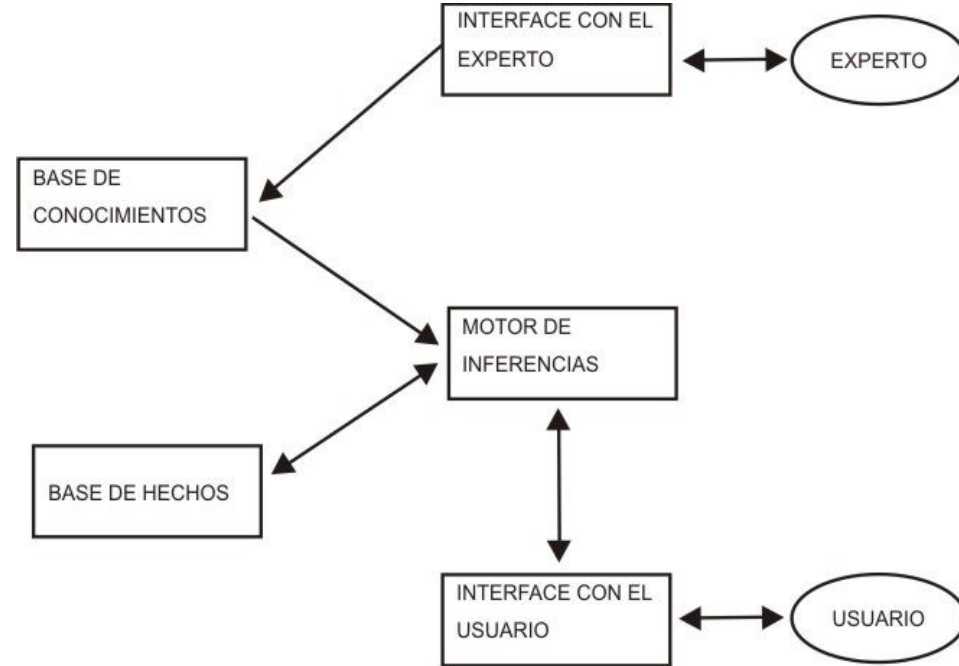 INTERFACE CON EL
EXPERTO
EXPERTO
BASE DE
CONOCIMIENTOS
MOTOR DE
INFERENCIAS
BASE DE HECHOS
INTERFACE CON EL
USUARIO
USUARIO